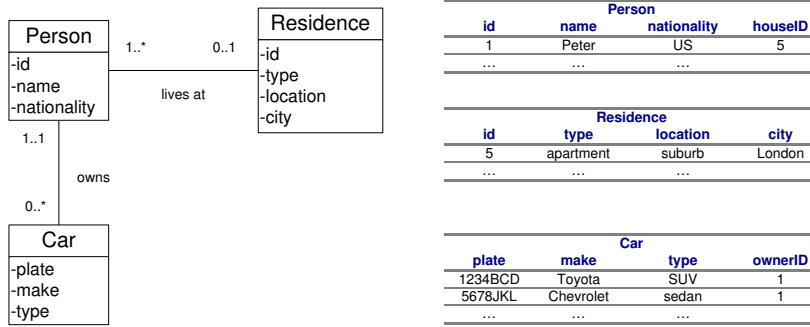 Person
-id
-name
-nationality
1..*
0..1
lives at
Residence
-id
-type
-location
-city
1..1
owns
0..*
Car
-plate
-make
-type
Person
id name nationality houseID
1 Peter US 5
... ... ...
Residence
id type location city
5 apartment suburb London
... ... ...
Car
plate make type ownerID
1234BCD Toyota SUV 1
5678JKL Chevrolet sedan 1
... ... ...